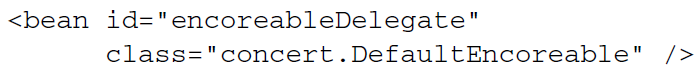 <bean id="encoreableDelegate"
class="concert.DefaultEncoreable" />